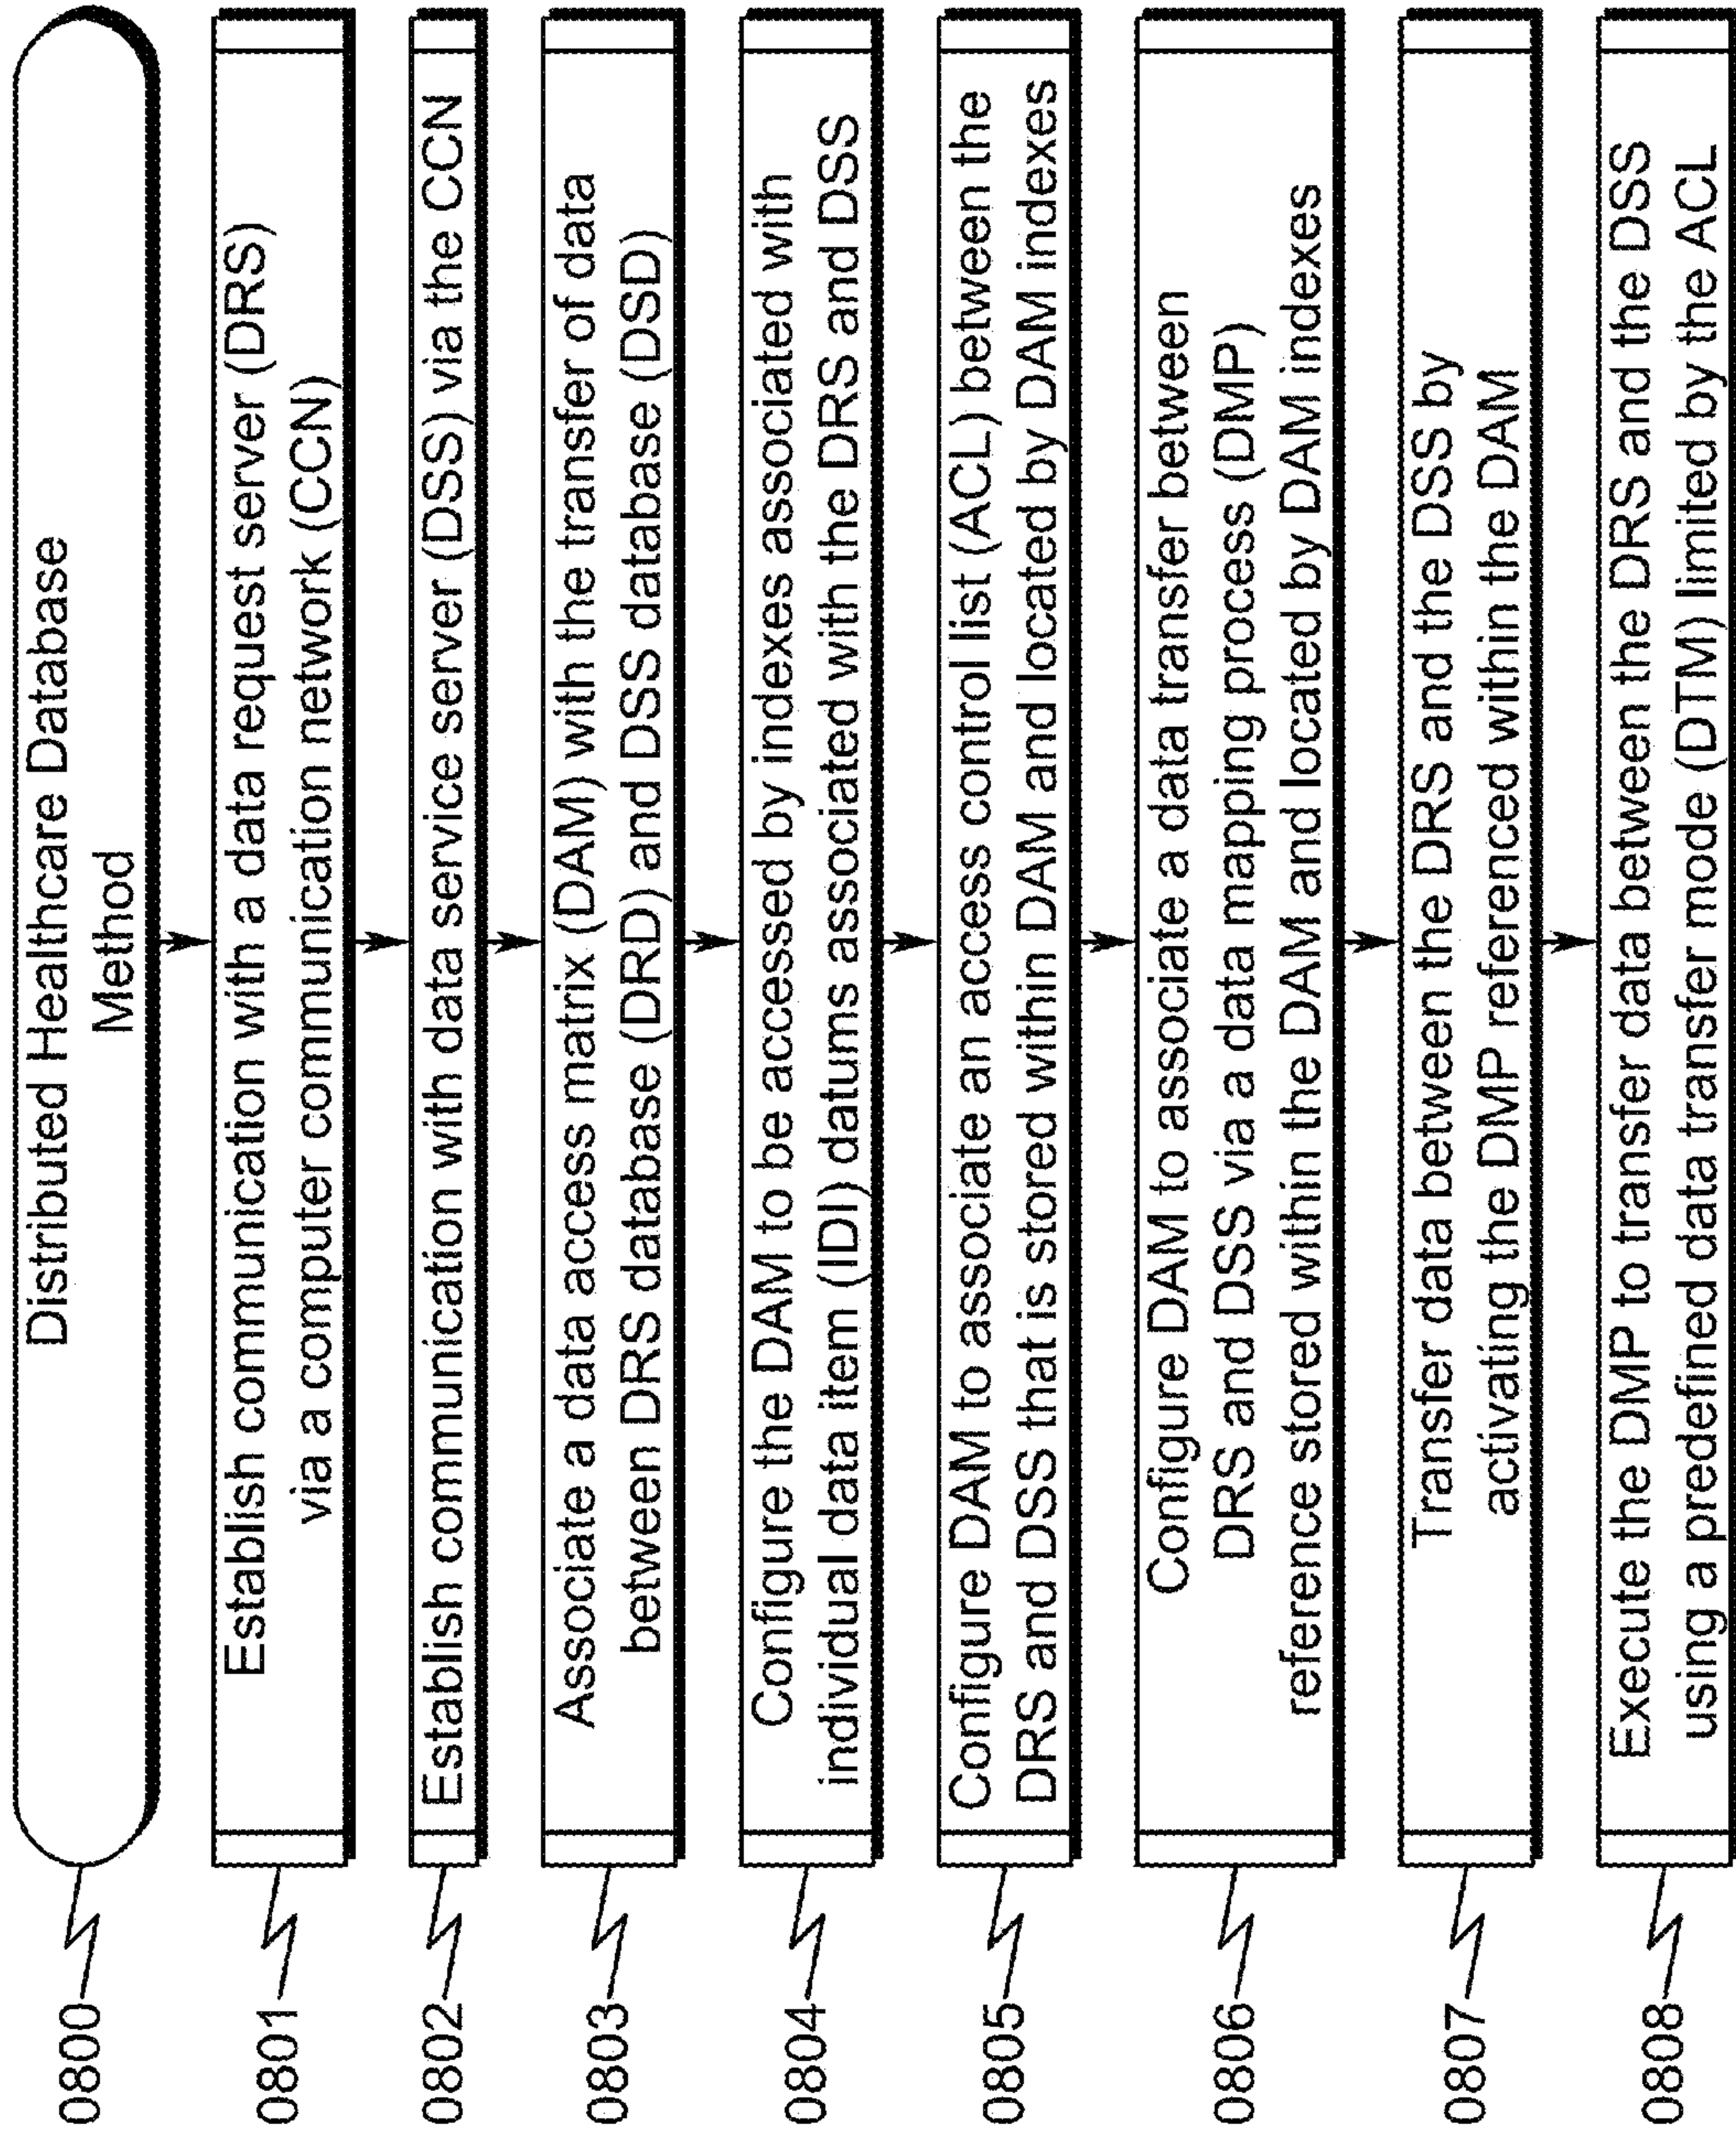 Distributed Healthcare Database
Method
0800
Establish communication with a data request server (DRS)
via a computer communication network (CCN)
0801
Establish communication with data service server (DSS) via the CCN
0802
Associate a data access matrix (DAM) with the transfer of data
between DRS database (DRD) and DSS database (DSD)
0803
Configure the DAM to be accessed by indexes associated with
individual data item (IDI) datums associated with the DRS and DSS
0804
Configure DAM to associate an access control list (ACL) between the
DRS and DSS that is stored within DAM and located by DAM indexes
0805
Configure DAM to associate a data transfer between
DRS and DSS via a data mapping process (DMP)
reference stored within the DAM and located by DAM indexes
0806
Transfer data between the DRS and the DSS by
activating the DMP referenced within the DAM
0807
Execute the DMP to transfer data between the DRS and the DSS
using a predefined data transfer mode (DTM) limited by the ACL
0808